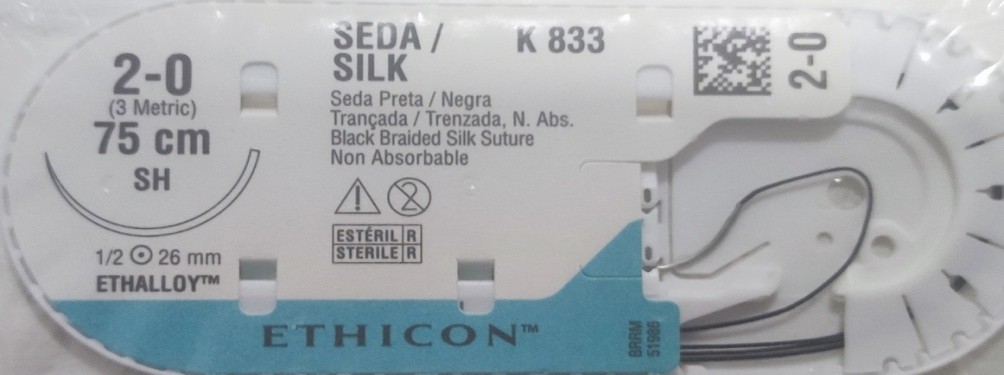 2-0
(3 Metric)
75 cm
SH
1/2 26 mm
ETHALLOY™
SEDA /
SILK
K 833
Seda Preta / Negra
Trançada / Trenzada, N. Abs.
Black Braided Silk Suture
Non Absorbable
2
ESTÉRIL R
STERILE R
2-0
ETHICON™
BRRM
51986